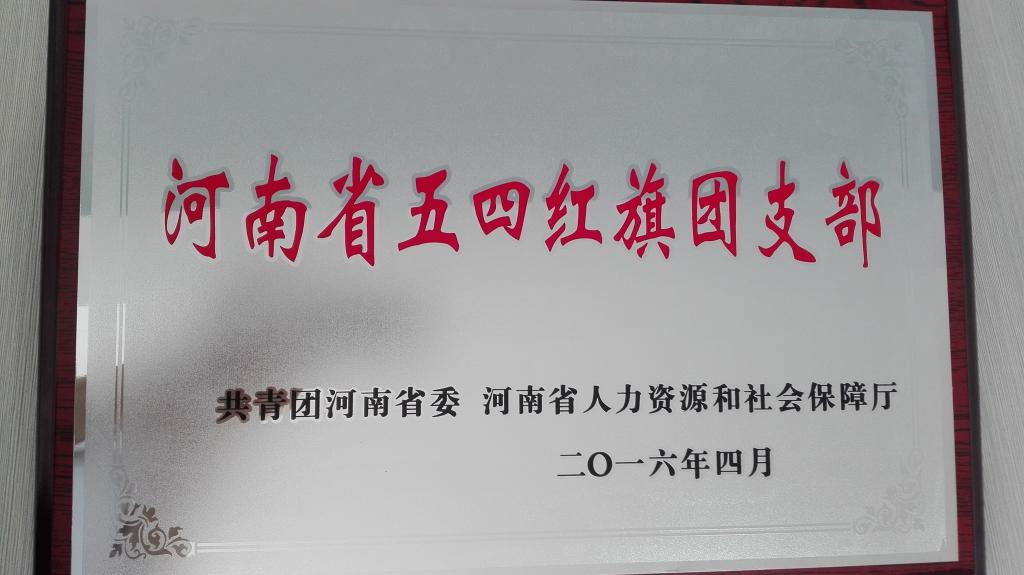 河南省五四红旗团支部
共青团河南省委 河南省人力资源和社会保障厅
二〇一六年四月